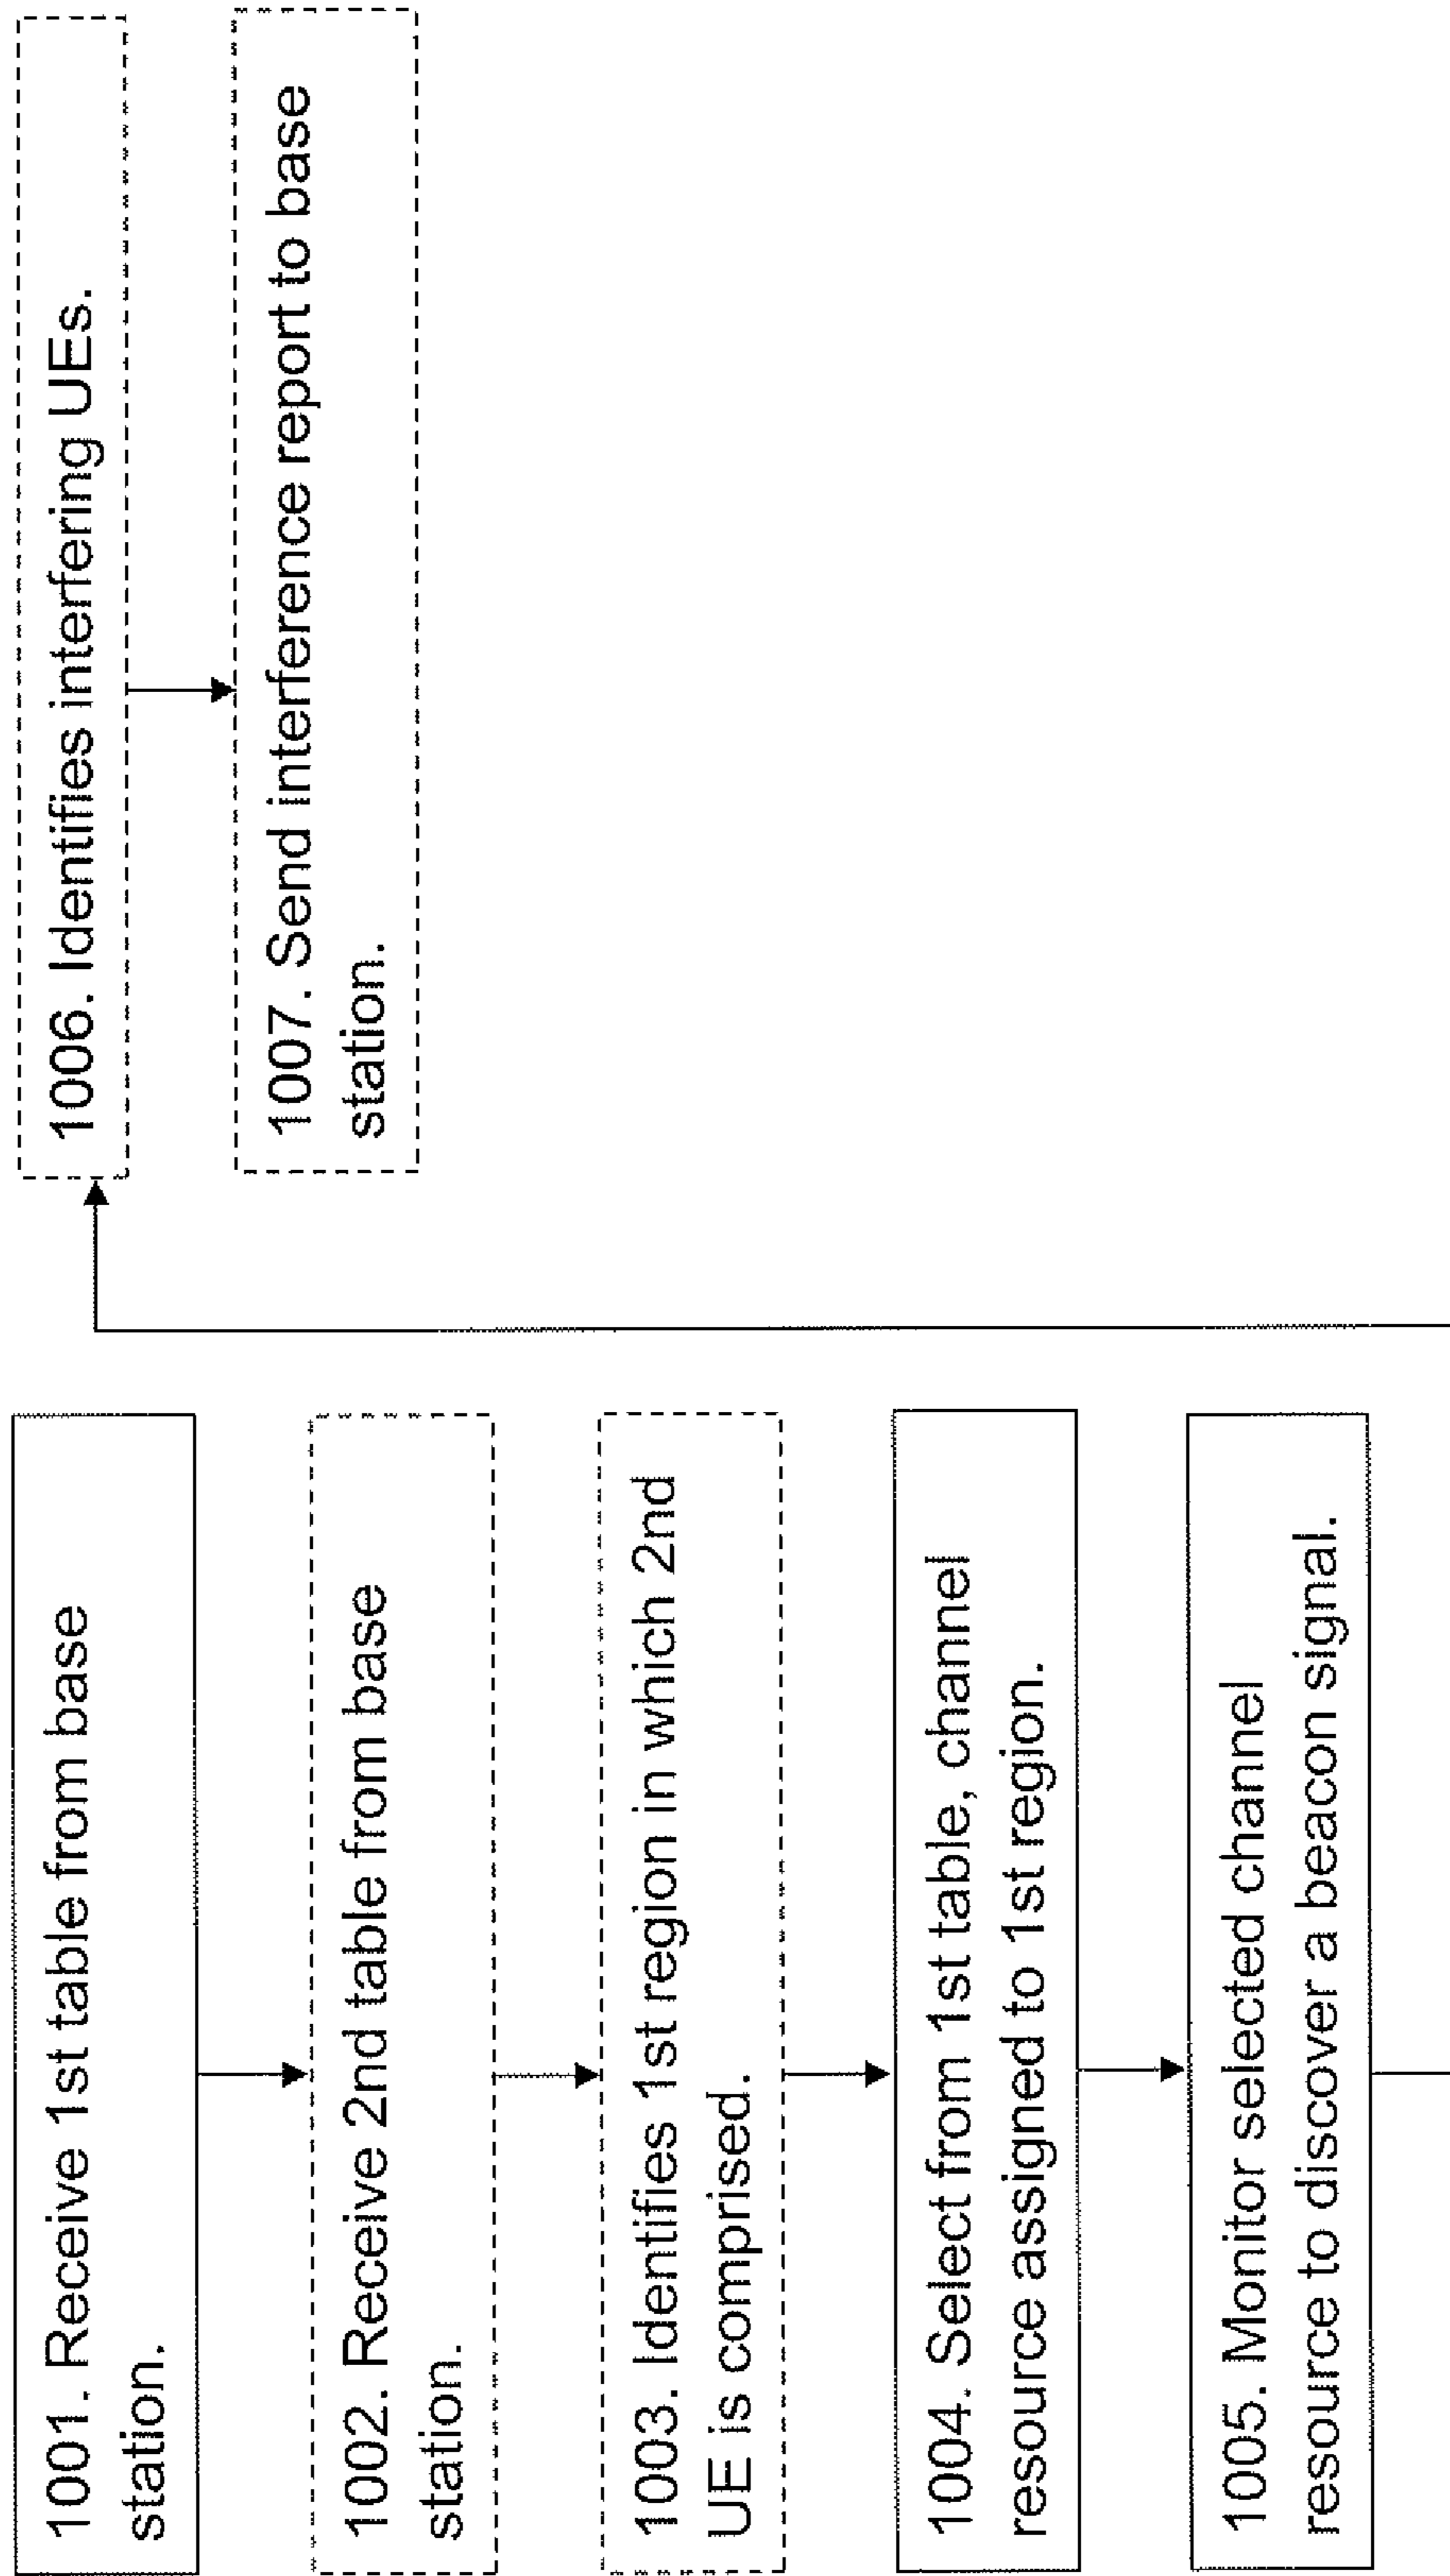 1001. Receive 1st table from base
station.
1002. Receive 2nd table from base
station.
1003. Identifies 1st region in which 2nd
UE is comprised.
1004. Select from 1st table, channel
resource assigned to 1st region.
1005. Monitor selected channel
resource to discover a beacon signal.
1006. Identifies interfering UEs.
1007. Send interference report to base
station.